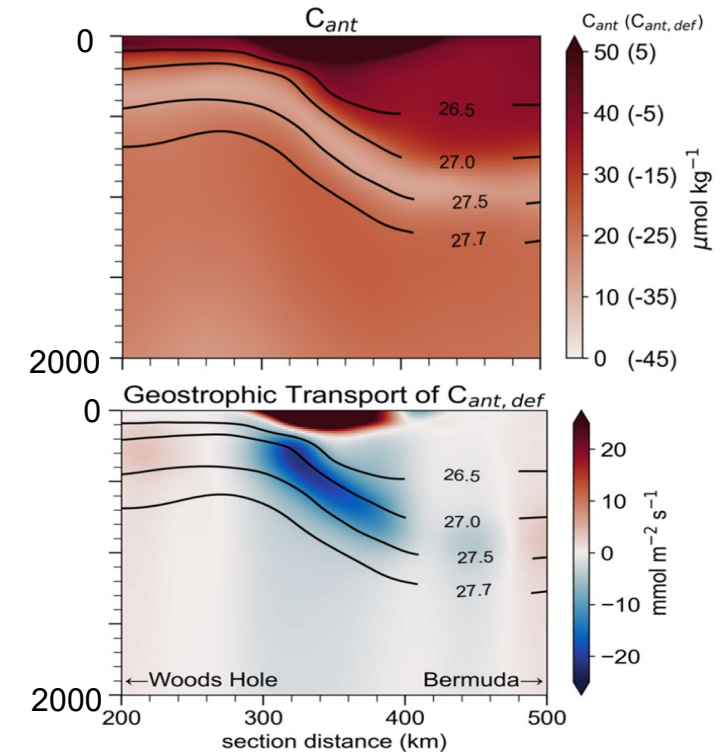 C_ant
C_ant (C_ant, def)
0
50 (5)
40 (-5)
30 (-15)
20 (-25)
10 (-35)
0 (-45)
μmol kg⁻¹
26.5
27.0
27.5
27.7
2000
Geostrophic Transport of C_ant, def
0
20
10
0
−10
−20
mmol m⁻² s⁻¹
26.5
27.0
27.5
27.7
←Woods Hole
Bermuda→
2000
200 300 400 500
section distance (km)